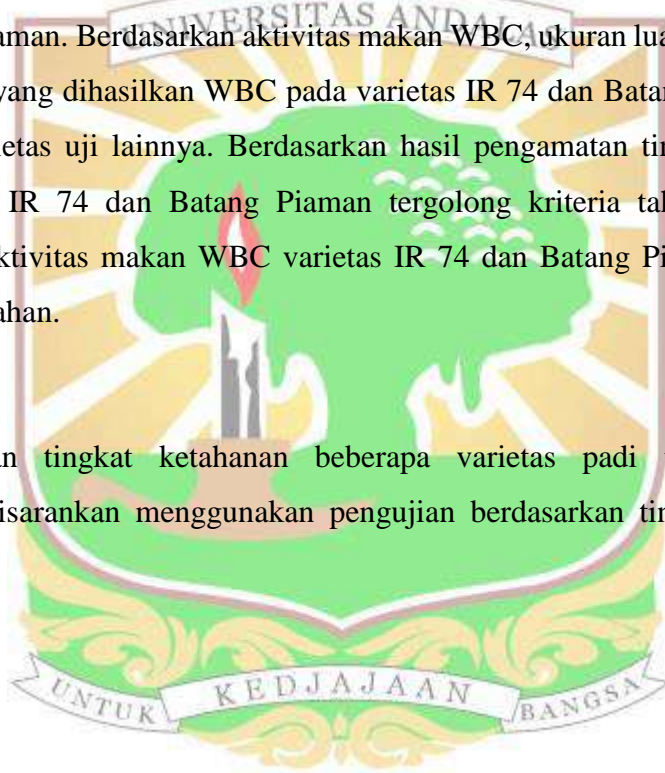 UNIVERSITAS ANDALAS
aman. Berdasarkan aktivitas makan WBC, ukuran lua
yang dihasilkan WBC pada varietas IR 74 dan Batan
etas uji lainnya. Berdasarkan hasil pengamatan tin
IR 74 dan Batang Piaman tergolong kriteria tah
ktivitas makan WBC varietas IR 74 dan Batang Pi
ahan.
an tingkat ketahanan beberapa varietas padi
isarankan menggunakan pengujian berdasarkan tin
UNTUK KEDJAJAAN BANGSA